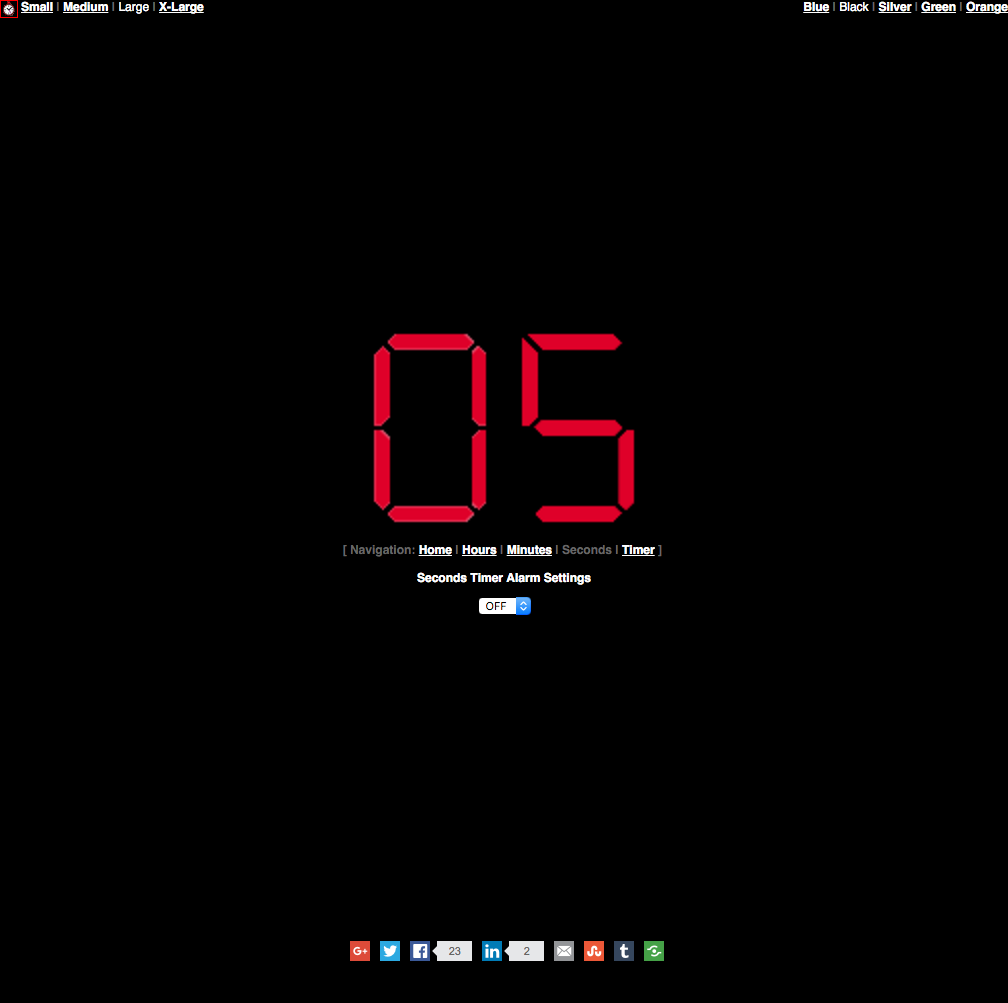 Small | Medium | Large | X-Large
Blue | Black | Silver | Green | Orange
05
[ Navigation: Home | Hours | Minutes | Seconds | Timer ]
Seconds Timer Alarm Settings
OFF
G+ f 23 in 2 t